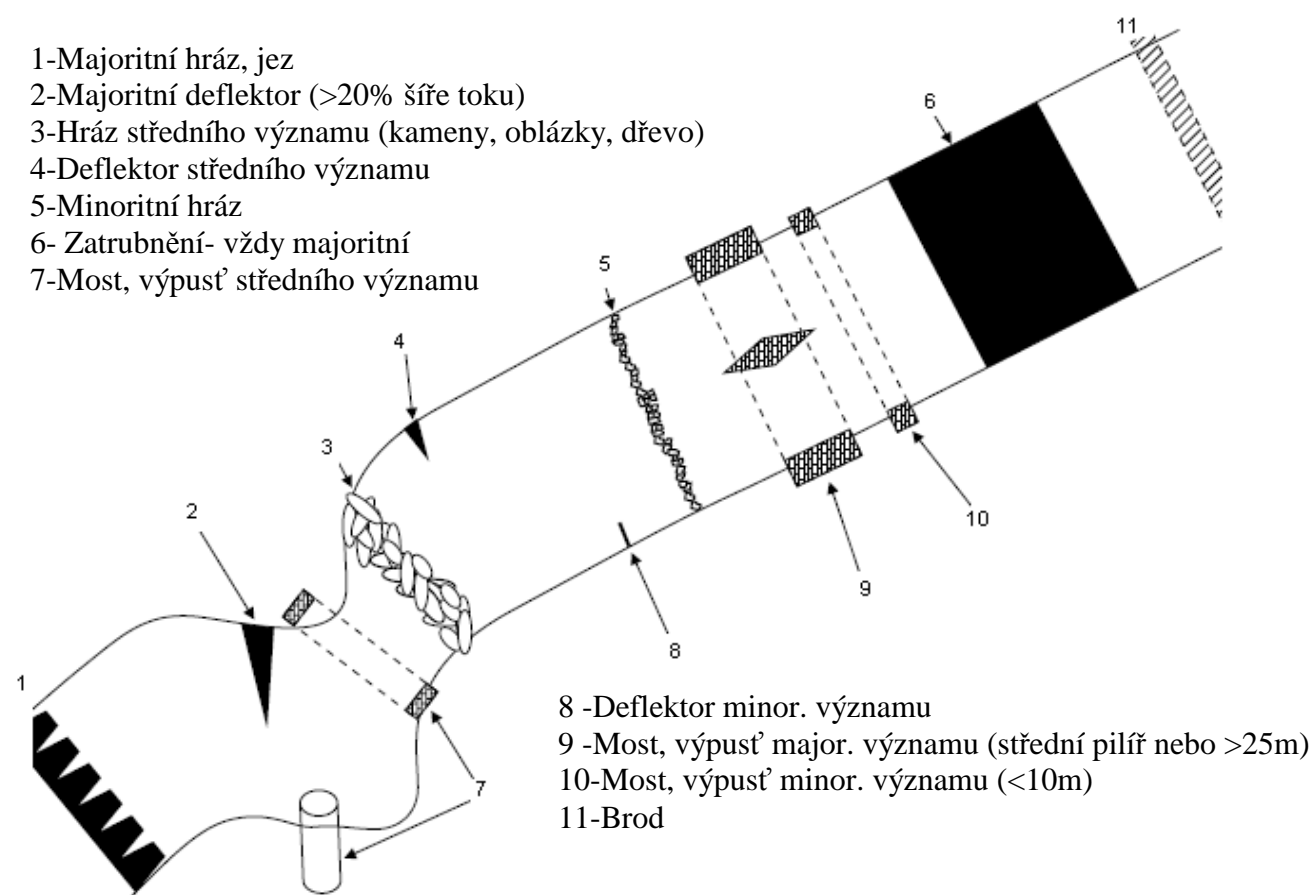 11
1-Majoritní hráz, jez
2-Majoritní deflektor (>20% šíře toku)
3-Hráz středního významu (kameny, oblázky, dřevo)
4-Deflektor středního významu
5-Minoritní hráz
6- Zatrubnění- vždy majoritní
7-Most, výpusť středního významu
6
5
4
3
2
10
9
8
1
7
8 -Deflektor minor. významu
9 -Most, výpusť major. významu (střední pilíř nebo >25m)
10-Most, výpusť minor. významu (<10m)
11-Brod